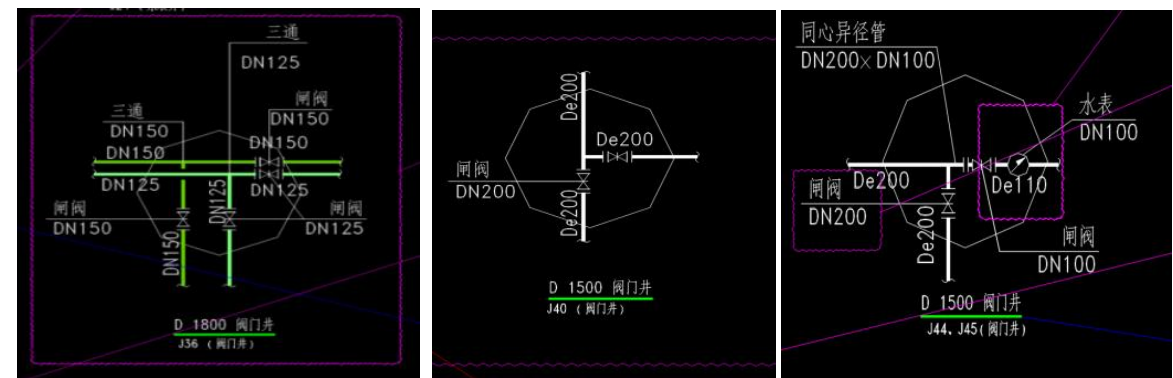 三通
DN125
闸阀
DN150
三通
DN150
DN150
DN150
DN125
DN125
DN125
闸阀
DN150
闸阀
DN125
DN150
D 1800 阀门井
J36 (阀门井)
De200
De200
闸阀
DN200
De200
D 1500 阀门井
J40 (阀门井)
同心异径管
DN200×DN100
水表
DN100
De200
De110
闸阀
DN200
De200
闸阀
DN100
D 1500 阀门井
J44、J45(阀门井)